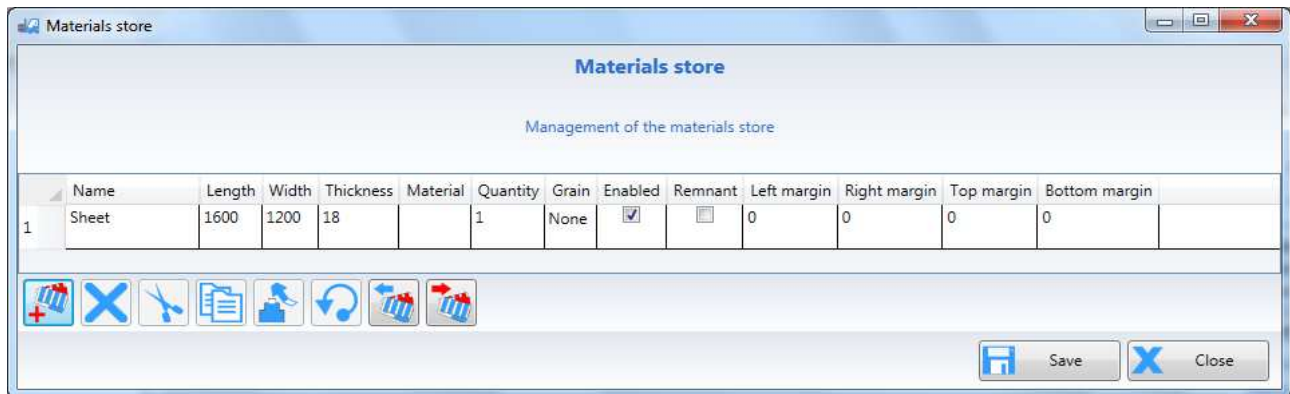 Materials store
Materials store
Management of the materials store
Name Length Width Thickness Material Quantity Grain Enabled Remnant Left margin Right margin Top margin Bottom margin
1 Sheet 1600 1200 18 1 None 0 0 0 0
Save Close